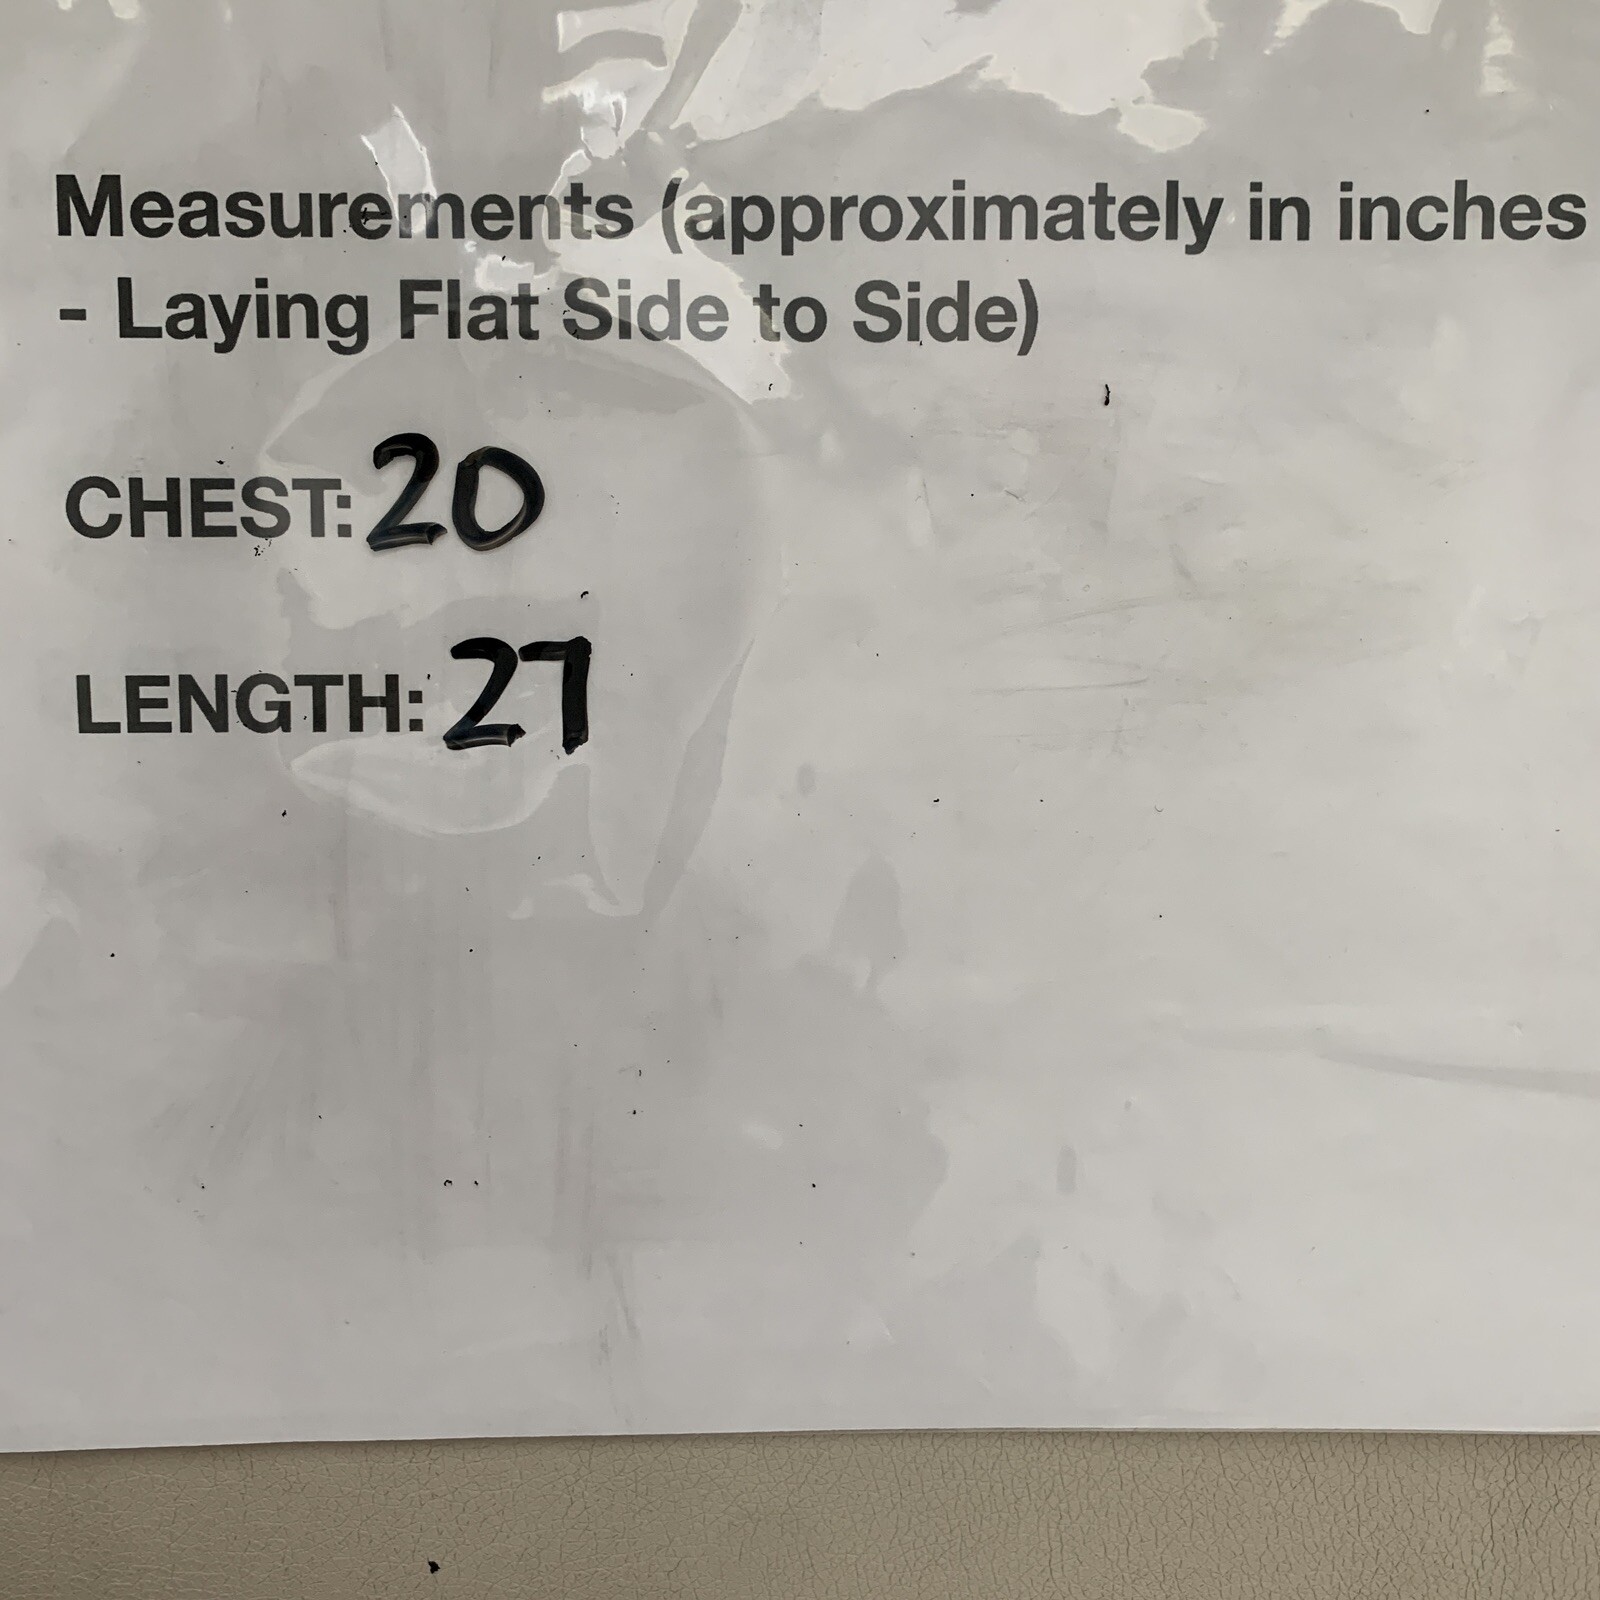 Measurements (approximately in inches
- Laying Flat Side to Side)
CHEST: 20
LENGTH: 27